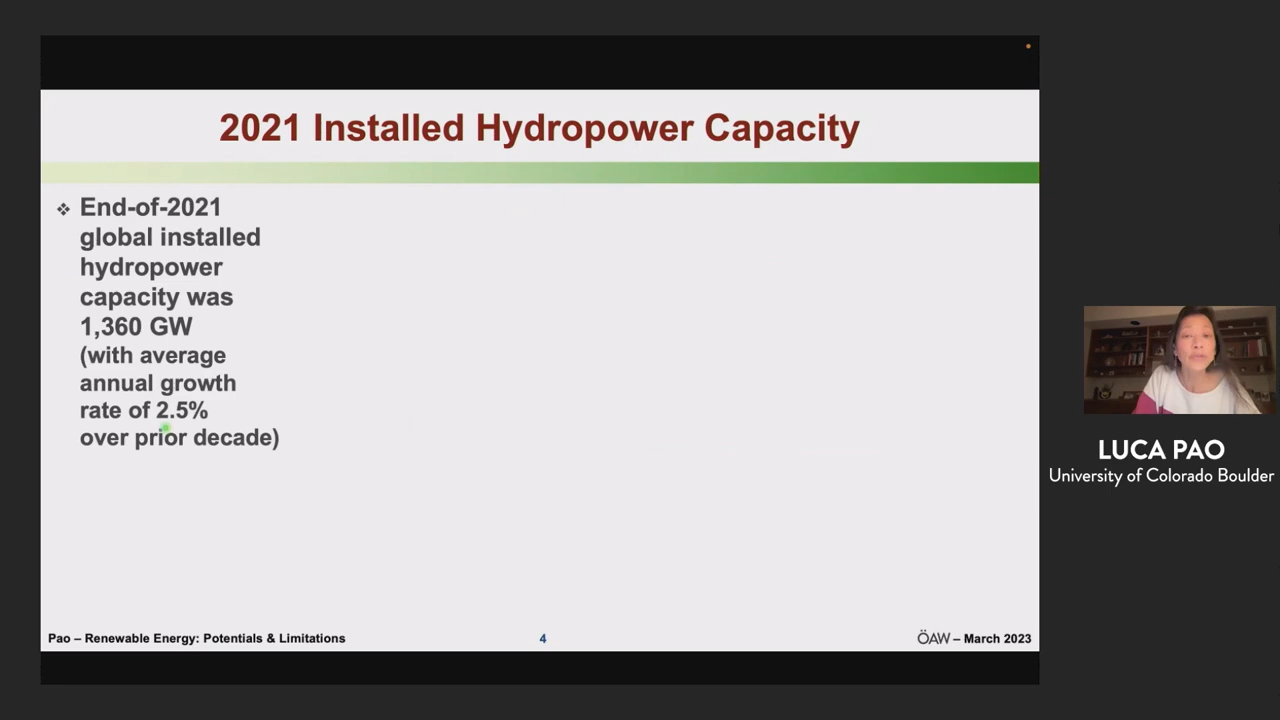 2021 Installed Hydropower Capacity
❖ End-of-2021
global installed
hydropower
capacity was
1,360 GW
(with average
annual growth
rate of 2.5%
over prior decade)
LUCA PAO
University of Colorado Boulder
Pao – Renewable Energy: Potentials & Limitations
4
ÖAW – March 2023